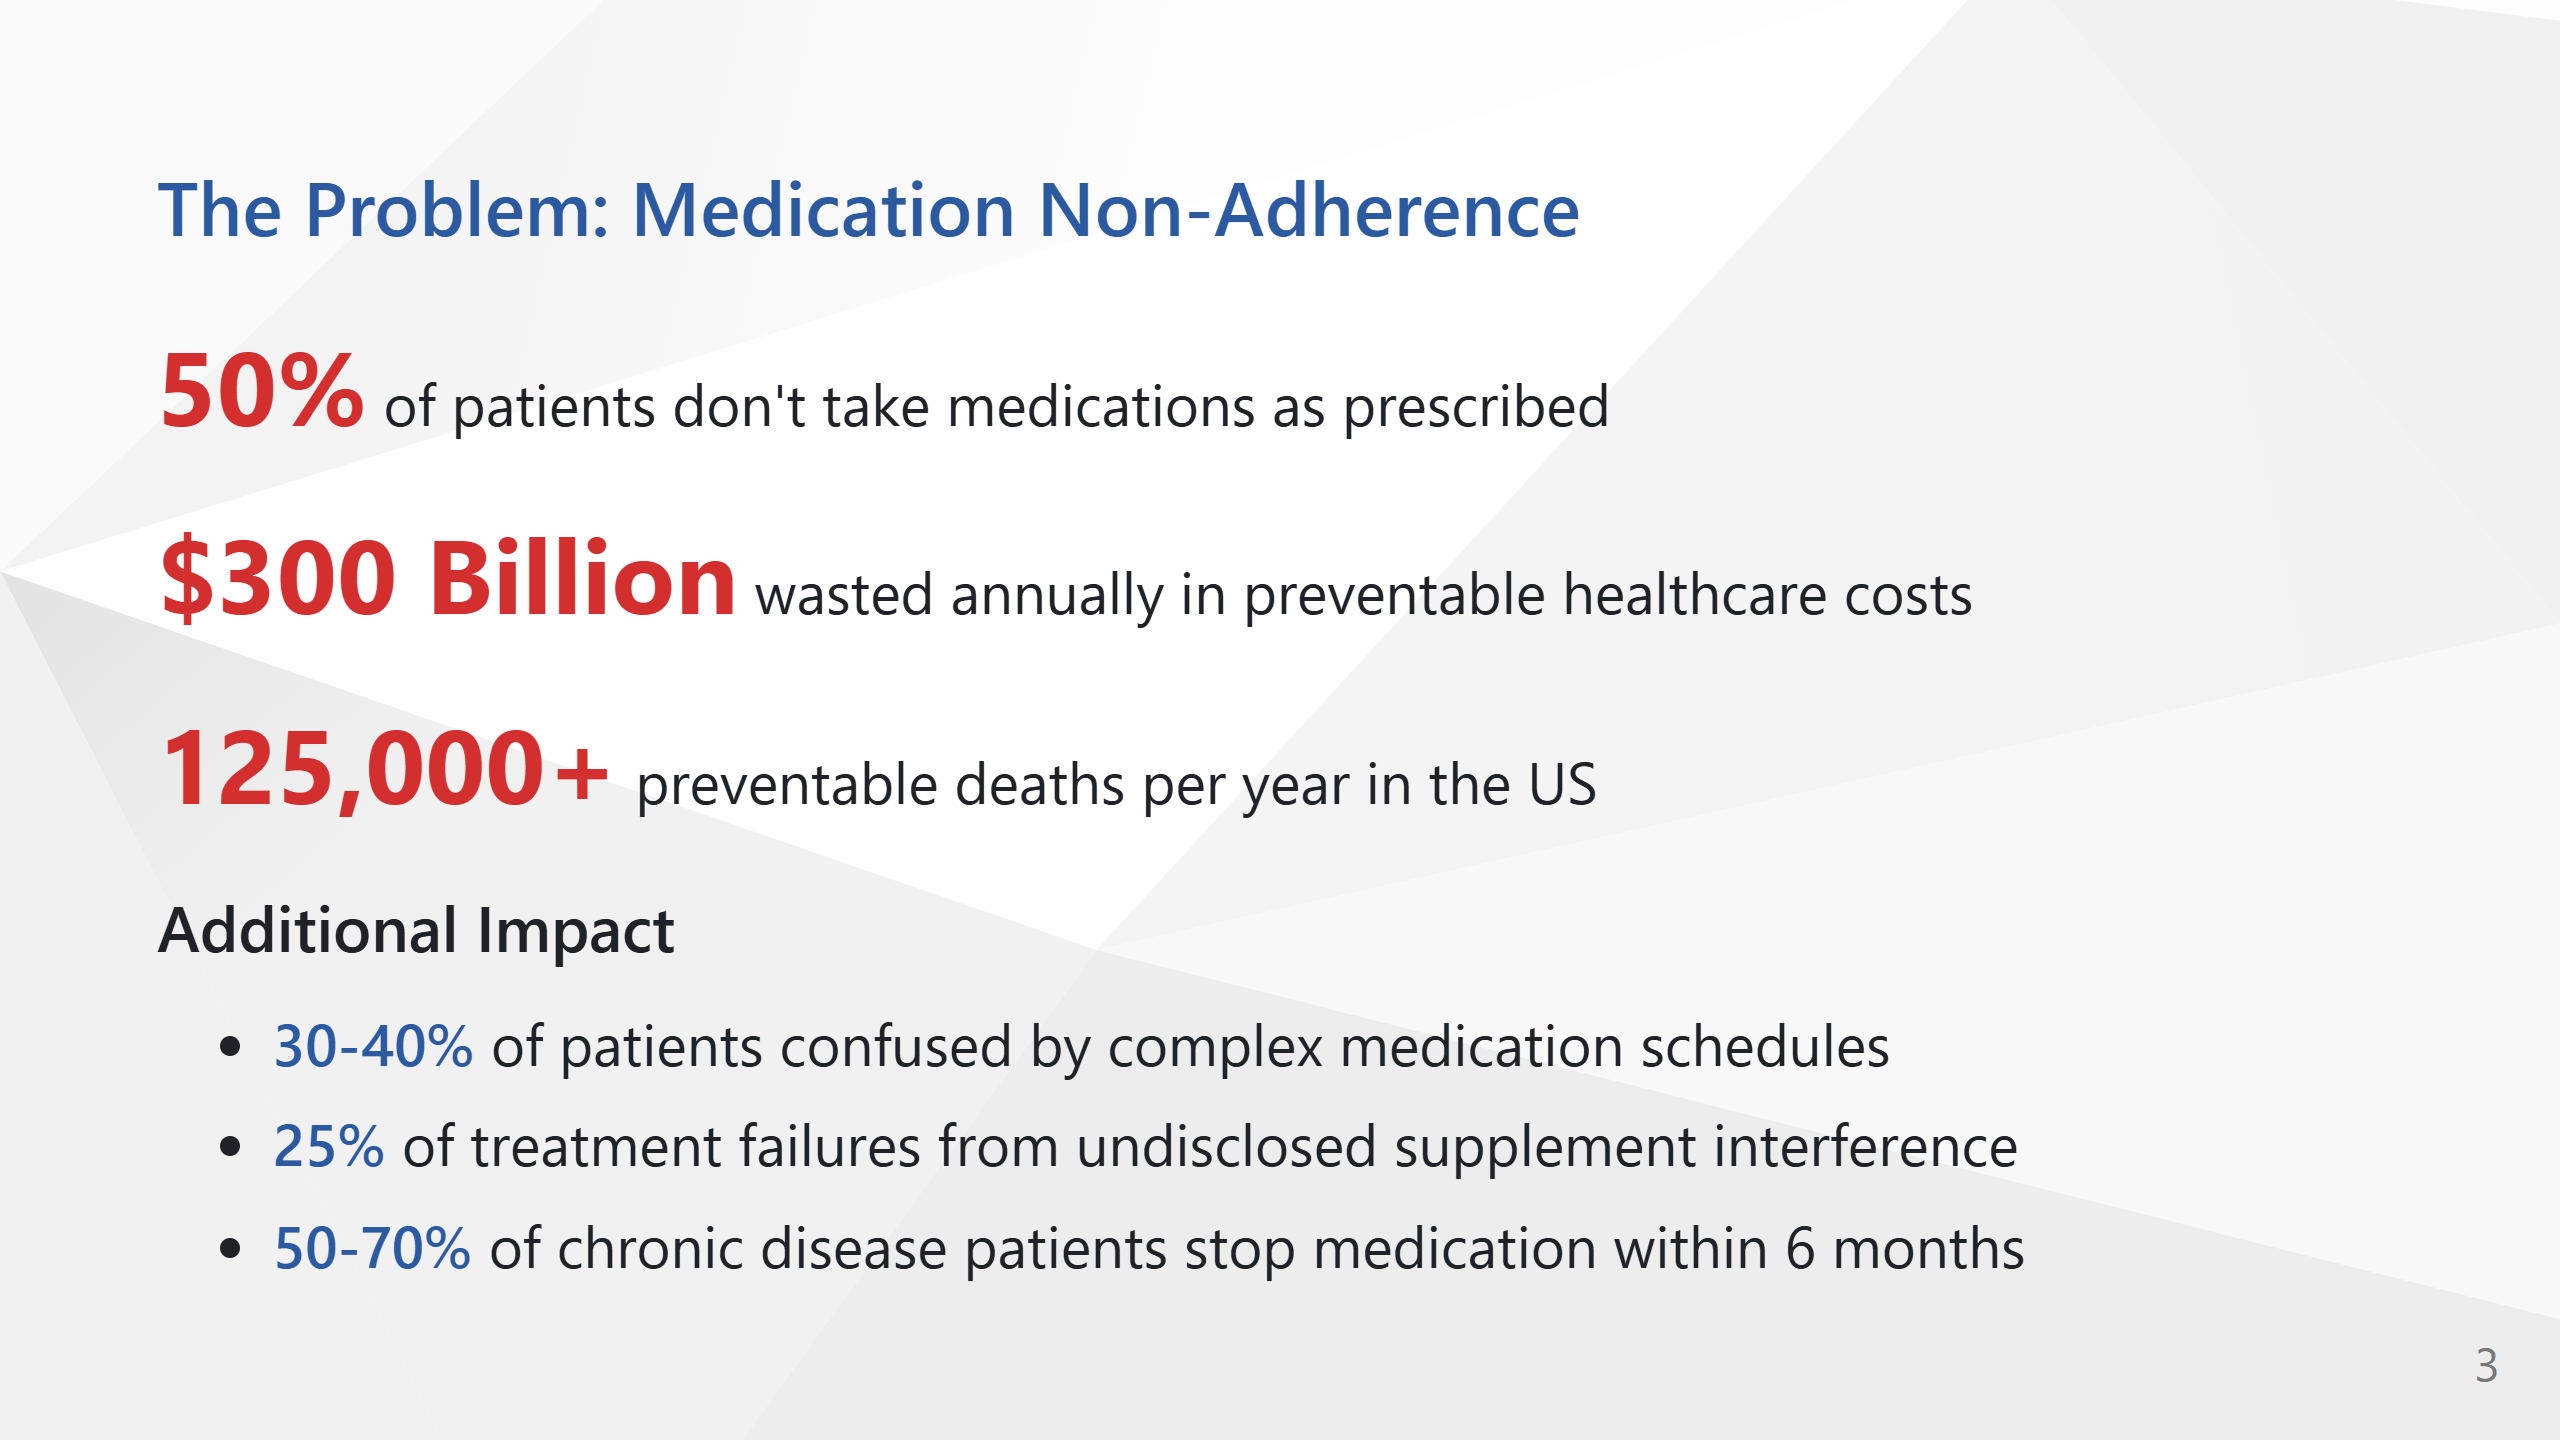 The Problem: Medication Non-Adherence
50% of patients don't take medications as prescribed
$300 Billion wasted annually in preventable healthcare costs
125,000+ preventable deaths per year in the US
Additional Impact
• 30-40% of patients confused by complex medication schedules
• 25% of treatment failures from undisclosed supplement interference
• 50-70% of chronic disease patients stop medication within 6 months
3